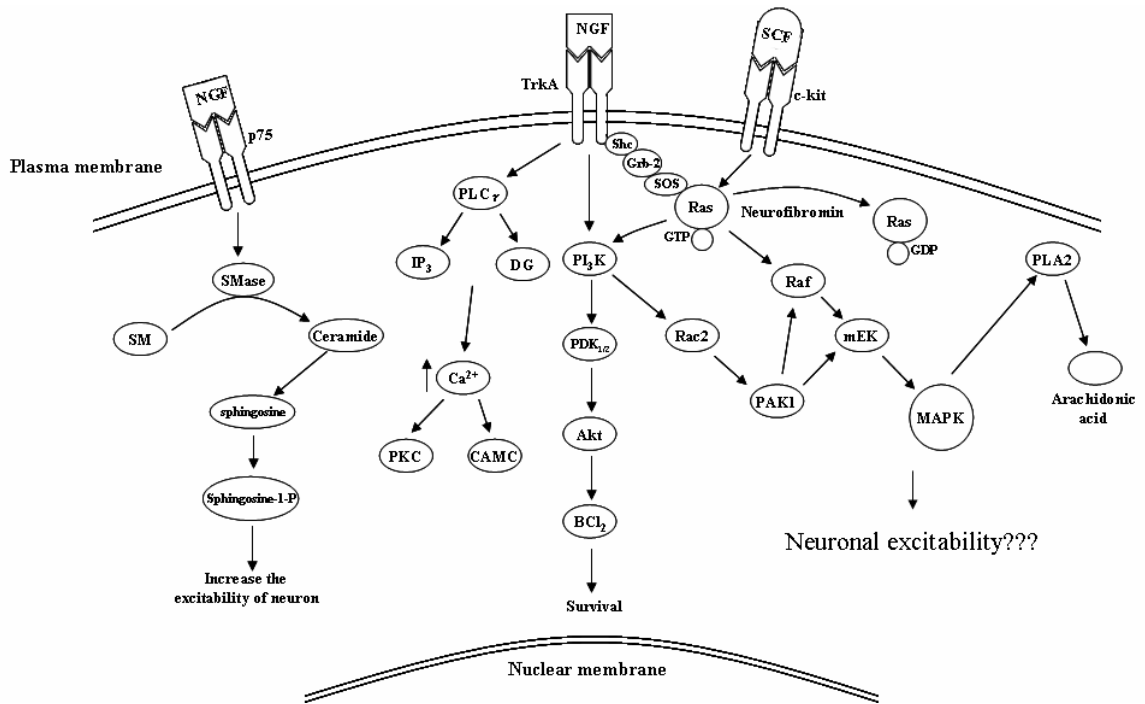 NGF
SCF
TrkA
c-kit
NGF
p75
Plasma membrane
Shc
Grb-2
SOS
PLCγ
Ras
GTP
Neurofibromin
Ras
GDP
IP3
DG
PI3K
PLA2
SMase
Raf
SM
Ceramide
PDK1/2
Rac2
mEK
Ca2+
PAK1
Arachidonic
acid
sphingosine
MAPK
Akt
PKC
CAMC
Sphingosine-1-P
BCl2
Neuronal excitability???
Increase the
excitability of neuron
Survival
Nuclear membrane